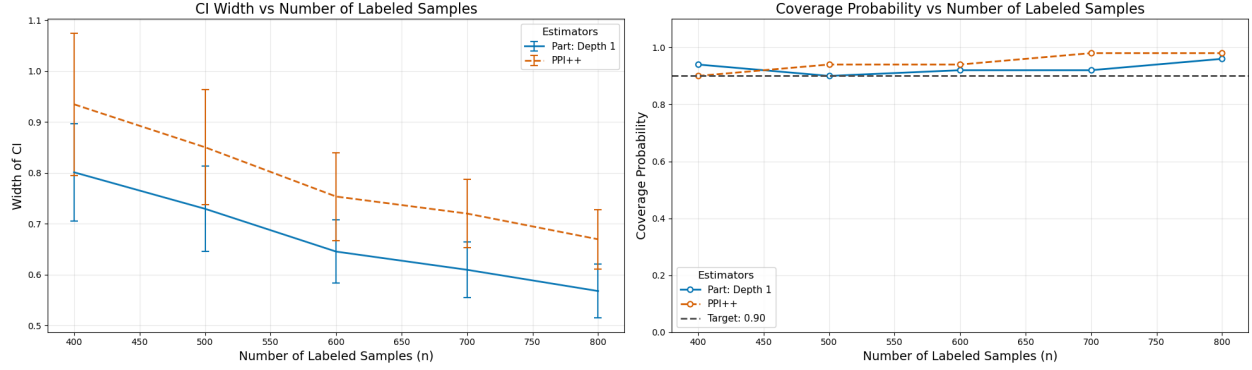 CI Width vs Number of Labeled Samples
Width of CI
1.1
1.0
0.9
0.8
0.7
0.6
0.5
Estimators
Part: Depth 1
PPI++
400 450 500 550 600 650 700 750 800
Number of Labeled Samples (n)
Coverage Probability vs Number of Labeled Samples
Coverage Probability
1.0
0.8
0.6
0.4
0.2
0.0
Estimators
Part: Depth 1
PPI++
Target: 0.90
400 450 500 550 600 650 700 750 800
Number of Labeled Samples (n)